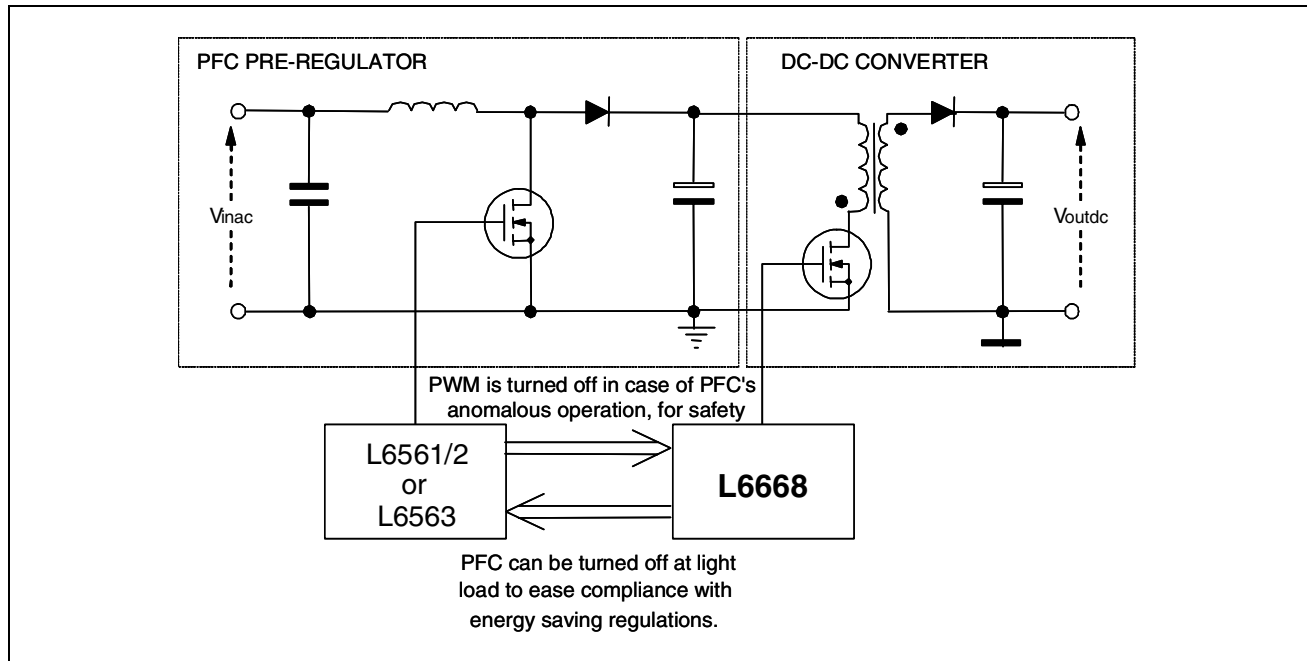 PFC PRE-REGULATOR
DC-DC CONVERTER
Vinac
Voutdc
PWM is turned off in case of PFC's
anomalous operation, for safety
L6561/2
or
L6563
L6668
PFC can be turned off at light
load to ease compliance with
energy saving regulations.